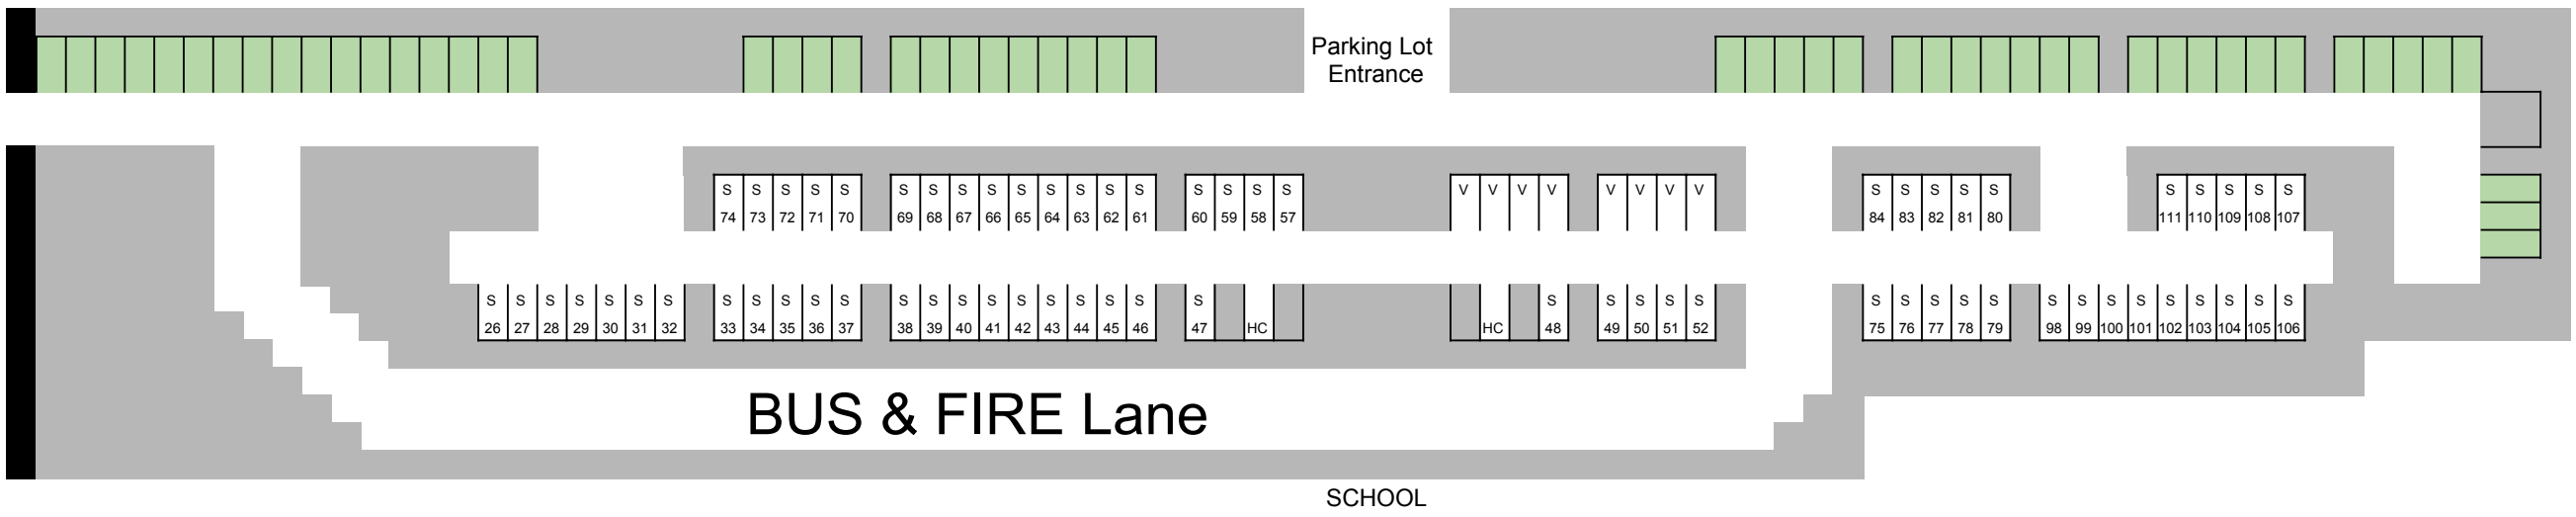 Parking Lot
Entrance
S S S S S S S S S S S S S S S S S S V V V V V V V V S S S S S S S S S S
74 73 72 71 70 69 68 67 66 65 64 63 62 61 60 59 58 57 84 83 82 81 80 111 110 109 108 107
S S S S S S S S S S S S S S S S S S S S S S S S S S S S S S S S S S S S S S S S S
26 27 28 29 30 31 32 33 34 35 36 37 38 39 40 41 42 43 44 45 46 47 HC HC 48 49 50 51 52 75 76 77 78 79 98 99 100 101 102 103 104 105 106
BUS & FIRE Lane
SCHOOL